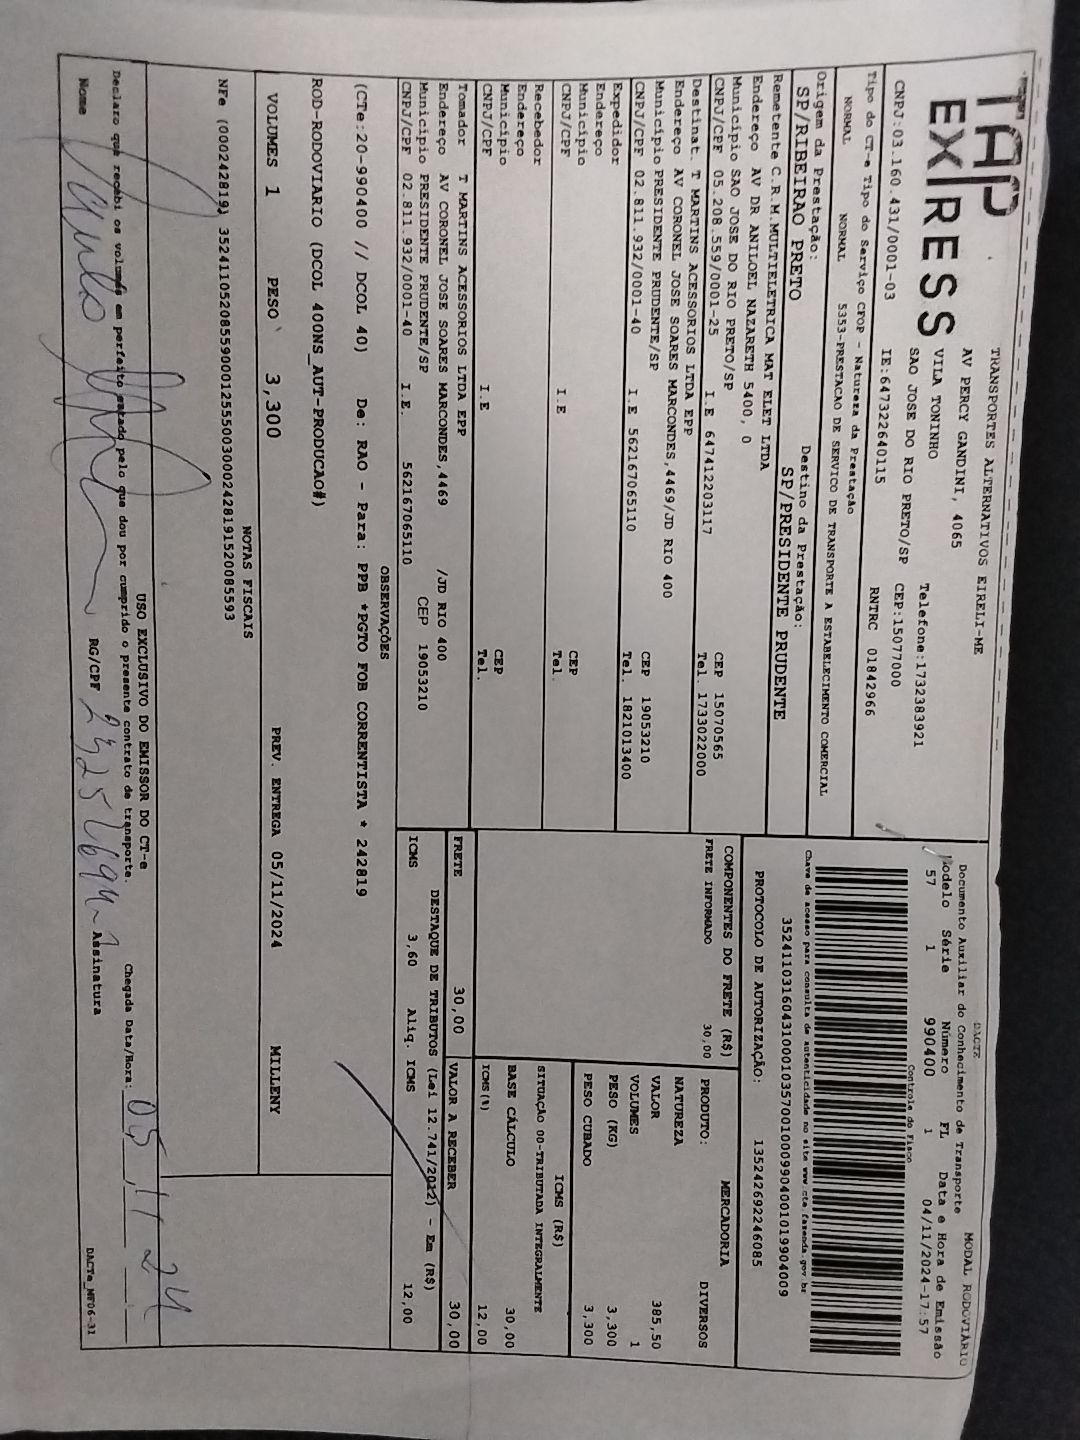 TAP
EXPRESS
TRANSPORTES ALTERNATIVOS EIRELI-ME
AV PERCY GANDINI, 4065
VILA TONINHO
SAO JOSE DO RIO PRETO/SP
Telefone:1732383921
CEP:15077000
CNPJ:03.160.431/0001-03
IE:647322640115
RNTRC 01842966
Tipo do CT-e Tipo do Serviço CFOP - Natureza da Prestação
NORMAL NORMAL 5353-PRESTACAO DE SERVICO DE TRANSPORTE A ESTABELECIMENTO COMERCIAL
Origem da Prestação: Destino da Prestação:
SP/RIBEIRAO PRETO SP/PRESIDENTE PRUDENTE
Remetente C.R.M.MULTIELETRICA MAT ELET LTDA
Endereço AV DR ANILOEL NAZARETH 5400, 0
Município SAO JOSE DO RIO PRETO/SP CEP 15070565
CNPJ/CPF 05.208.559/0001-25 I.E 647412203117 Tel. 1733022000
Destinat. T MARTINS ACESSORIOS LTDA EPP
Endereço AV CORONEL JOSE SOARES MARCONDES,4469/JD RIO 400
Município PRESIDENTE PRUDENTE/SP CEP 19053210
CNPJ/CPF 02.811.932/0001-40 I.E 562167065110 Tel. 1821013400
Expedidor
Endereço
Município CEP
CNPJ/CPF I.E Tel.
Recebedor
Endereço
Município CEP
CNPJ/CPF I.E Tel.
Tomador T MARTINS ACESSORIOS LTDA EPP
Endereço AV CORONEL JOSE SOARES MARCONDES,4469 /JD RIO 400
Município PRESIDENTE PRUDENTE/SP CEP 19053210
CNPJ/CPF 02.811.932/0001-40 I.E. 562167065110
DACTE MODAL RODOVIÁRIO
Documento Auxiliar do Conhecimento de Transporte
Modelo Série Número FL Data e Hora de Emissão
57 1 990400 1 04/11/2024-17:57
Controle do Fisco
Chave de acesso para consulta de autenticidade no site www.cte.fazenda.gov.br
35241103160431000103570010009904001019904009
PROTOCOLO DE AUTORIZAÇÃO: 135242692246085
COMPONENTES DO FRETE (R$)
FRETE INFORMADO 30,00
PRODUTO: MERCADORIA DIVERSOS
NATUREZA
VALOR 385,50
VOLUMES 1
PESO (KG) 3,300
PESO CUBADO 3,300
ICMS (R$)
SITUAÇÃO 00-TRIBUTADA INTEGRALMENTE
BASE CÁLCULO 30,00
ICMS(%) 12,00
FRETE 30,00 VALOR A RECEBER 30,00
DESTAQUE DE TRIBUTOS (Lei 12.741/2012) - Em (R$)
ICMS 3,60 Aliq. ICMS 12,00
OBSERVAÇÕES
(CTe:20-990400 // DCOL 40) De: RAO - Para: PPB *PGTO FOB CORRENTISTA * 242819
ROD-RODOVIARIO (DCOL 400NS_AUT-PRODUCAO#)
VOLUMES 1 PESO 3,300 PREV. ENTREGA 05/11/2024 MILLENY
NOTAS FISCAIS
NFe (000242819) 35241105208559000125550030002428191520085593
USO EXCLUSIVO DO EMISSOR DO CT-e
Declaro que recebi os volumes em perfeito estado pelo que dou por cumprido o presente contrato de transporte. Chegada Data/Hora: 05 11 24
Nome RG/CPF Assinatura
DACTe_MF06-31